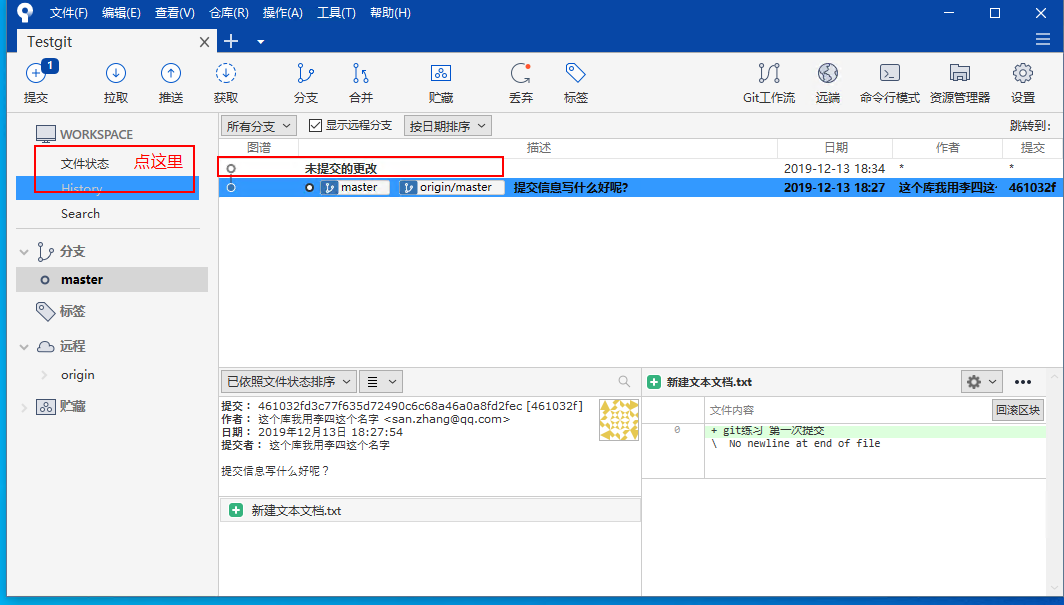 文件(F) 编辑(E) 查看(V) 仓库(R) 操作(A) 工具(T) 帮助(H)
Testgit
1
提交 拉取 推送 获取 分支 合并 贮藏 丢弃 标签 Git工作流 远端 命令行模式 资源管理器 设置
WORKSPACE
文件状态 点这里
History
Search
分支
master
标签
远程
origin
贮藏
所有分支 显示远程分支 按日期排序 跳转到:
图谱 描述 日期 作者 提交
未提交的更改 2019-12-13 18:34 * *
master origin/master 提交信息写什么好呢? 2019-12-13 18:27 这个库我用李四这· 461032f
已依照文件状态排序
提交: 461032fd3c77f635d72490c6c68a46a0a8fd2fec [461032f]
作者: 这个库我用李四这个名字 <san.zhang@qq.com>
日期: 2019年12月13日 18:27:54
提交者: 这个库我用李四这个名字
提交信息写什么好呢?
新建文本文档.txt
新建文本文档.txt
文件内容 回滚区块
0 + git练习 第一次提交
\ No newline at end of file